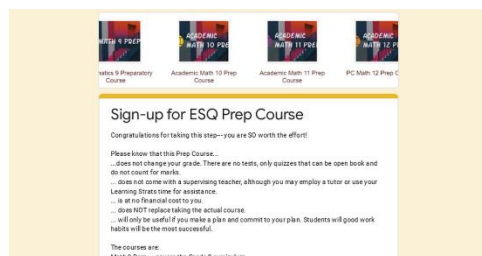 MATH 9 PREP
ACADEMIC
MATH 10 PRE
ACADEMIC
MATH 11 PREP
ACADEMIC
MATH 12 P
matics 9 Preparatory
Course
Academic Math 10 Prep
Course
Academic Math 11 Prep
Course
PC Math 12 Prep C
Sign-up for ESQ Prep Course
Congratulations for taking this step---you are SO worth the effort!
Please know that this Prep Course...
...does not change your grade. There are no tests, only quizzes that can be open book and
do not count for marks.
... does not come with a supervising teacher, although you may employ a tutor or use your
Learning Strats time for assistance.
... is at no financial cost to you.
... does NOT replace taking the actual course.
... will only be useful if you make a plan and commit to your plan. Students will good work
habits will be the most successful.
The courses are: